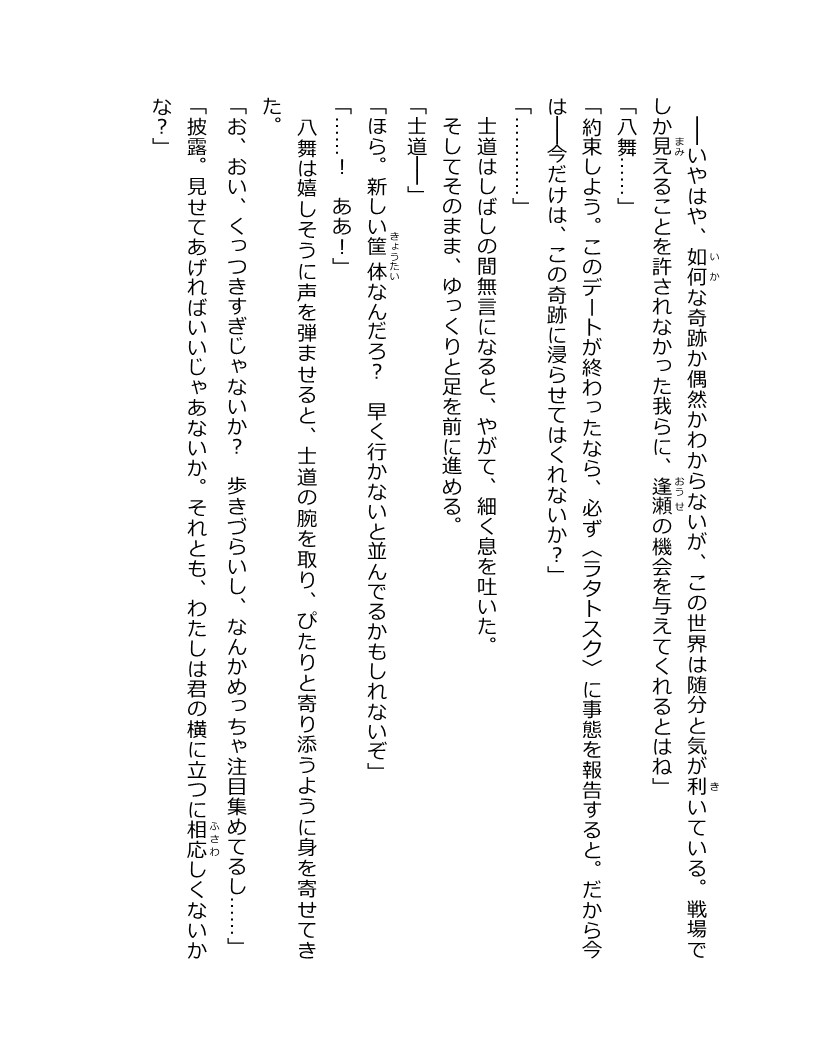 ――いやはや、如何な奇跡か偶然かわからないが、この世界は随分と気が利いている。戦場で
しか見えることを許されなかった我らに、逢瀬の機会を与えてくれるとはね」
「八舞……」
「約束しよう。このデートが終わったなら、必ず〈ラタトスク〉に事態を報告すると。だから今
は――今だけは、この奇跡に浸らせてはくれないか？」
「…………」
士道はしばしの間無言になると、やがて、細く息を吐いた。
そしてそのまま、ゆっくりと足を前に進める。
「士道――」
「ほら。新しい筐体なんだろ？　早く行かないと並んでるかもしれないぞ」
「……！　ああ！」
八舞は嬉しそうに声を弾ませると、士道の腕を取り、ぴたりと寄り添うように身を寄せてき
た。
「お、おい、くっつきすぎじゃないか？　歩きづらいし、なんかめっちゃ注目集めてるし……」
「披露。見せてあげればいいじゃあないか。それとも、わたしは君の横に立つに相応しくないか
な？」